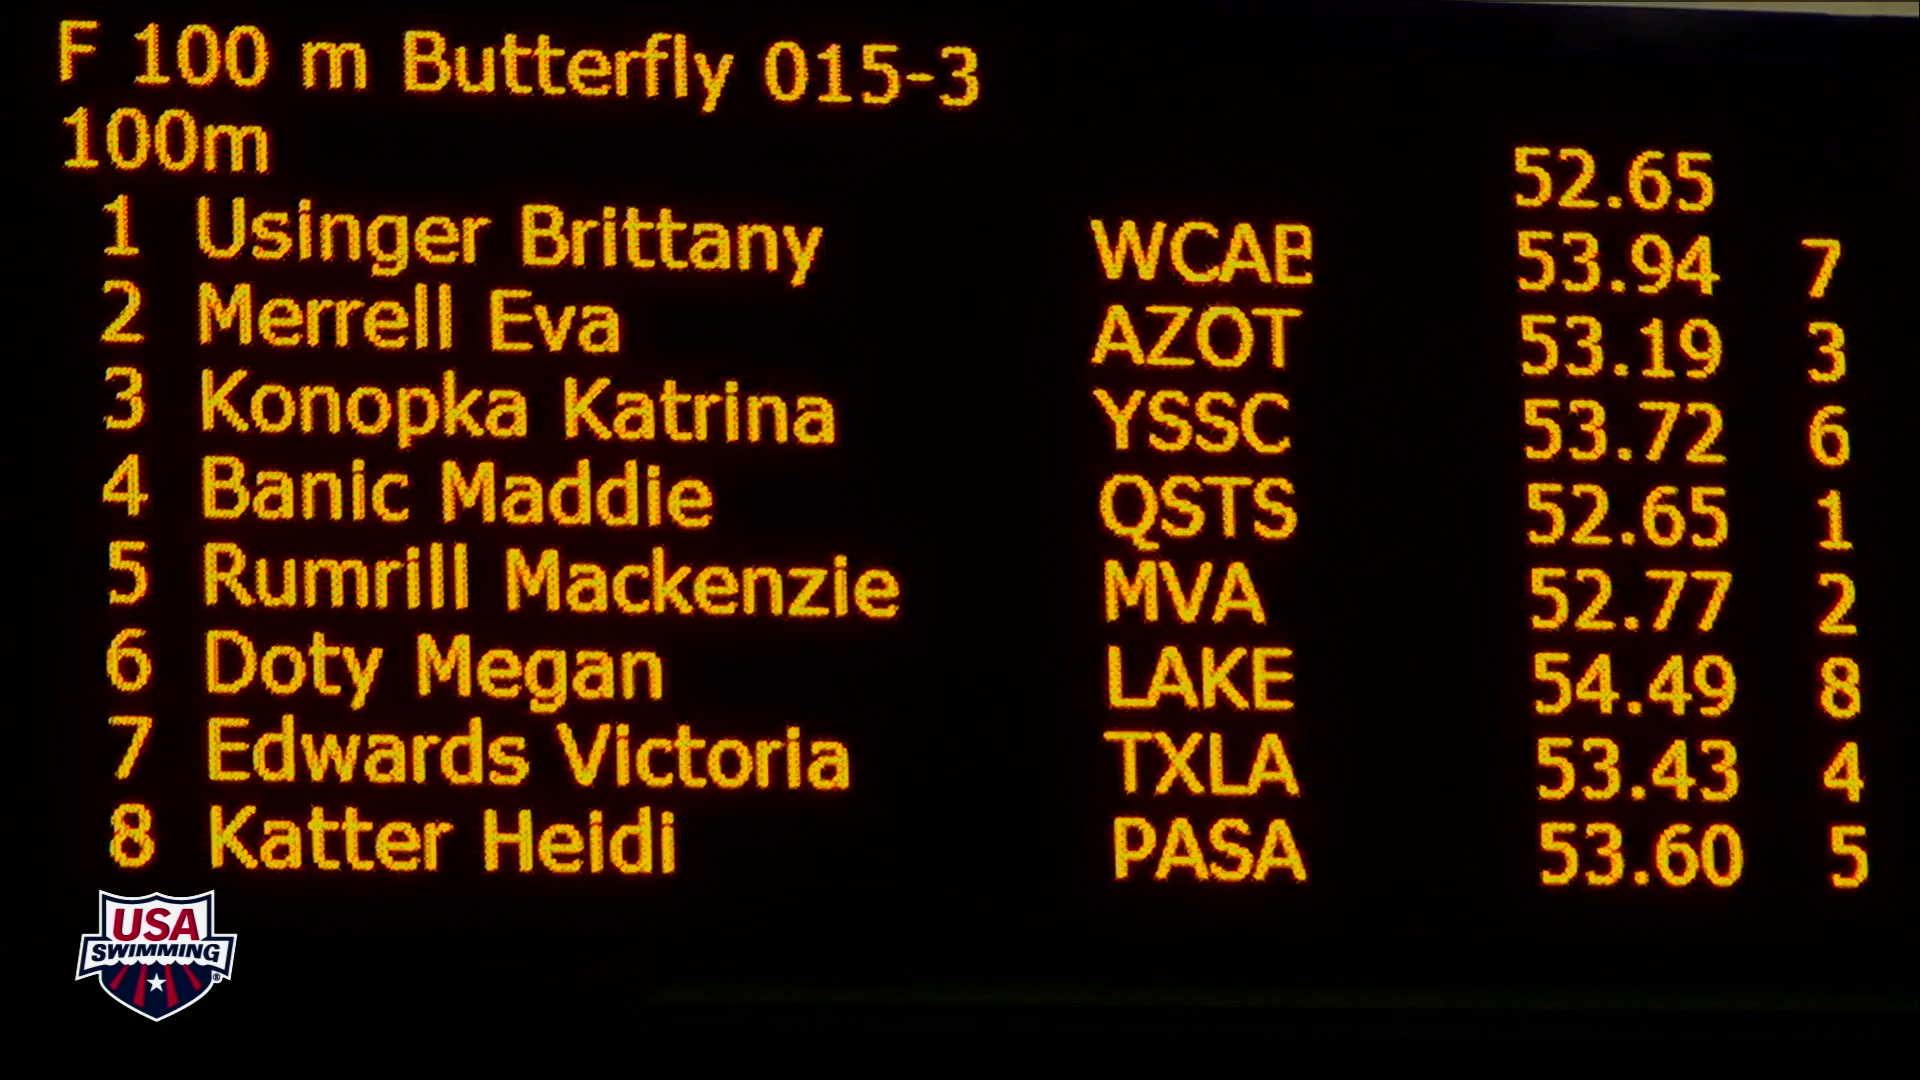 F 100 m Butterfly 015-3
100m 52.65
1 Usinger Brittany WCAB 53.94 7
2 Merrell Eva AZOT 53.19 3
3 Konopka Katrina YSSC 53.72 6
4 Banic Maddie QSTS 52.65 1
5 Rumrill Mackenzie MVA 52.77 2
6 Doty Megan LAKE 54.49 8
7 Edwards Victoria TXLA 53.43 4
8 Katter Heidi PASA 53.60 5
USA
SWIMMING®